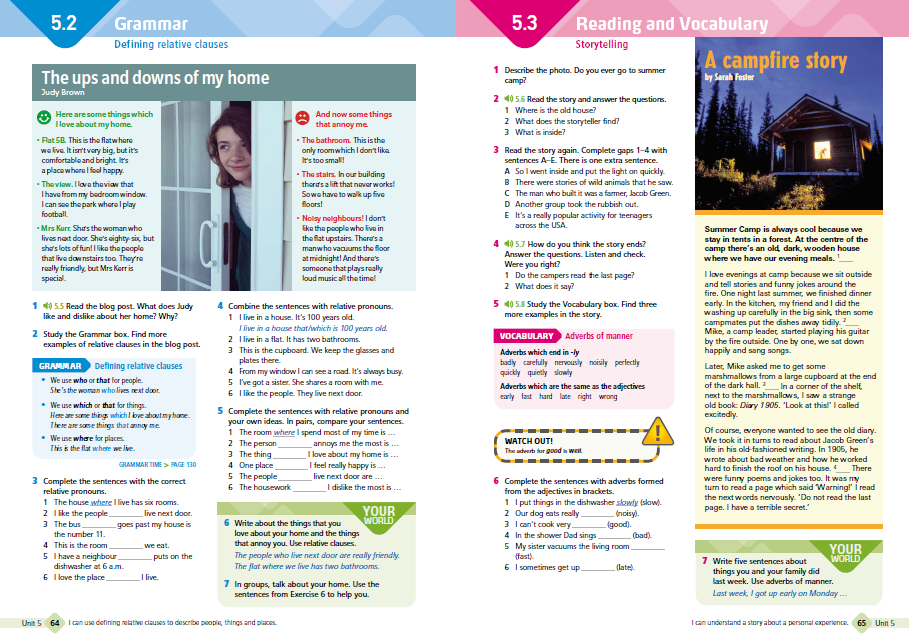 5.2
Grammar
Defining relative clauses
The ups and downs of my home
Judy Brown
Here are some things which
I love about my home.
• Flat 5B. This is the flat where
we live. It isn't very big, but it's
comfortable and bright. It's
a place where I feel happy.
• The view. I love the view that
I have from my bedroom window.
I can see the park where I play
football.
• Mrs Kerr. She's the woman who
lives next door. She's eighty-six, but
she's lots of fun! I like the people
that live downstairs too. They're
really friendly, but Mrs Kerr is
special.
And now some things
that annoy me.
• The bathroom. This is the
only room which I don't like.
It's too small!
• The stairs. In our building
there's a lift that never works!
So we have to walk up five
floors!
• Noisy neighbours! I don't
like the people who live in
the flat upstairs. There's a
man who vacuums the floor
at midnight! And there's
someone that plays really
loud music all the time!
1 5.5 Read the blog post. What does Judy
like and dislike about her home? Why?
2 Study the Grammar box. Find more
examples of relative clauses in the blog post.
GRAMMAR Defining relative clauses
• We use who or that for people.
She's the woman who lives next door.
• We use which or that for things.
Here are some things which I love about my home.
There are some things that annoy me.
• We use where for places.
This is the flat where we live.
GRAMMAR TIME > PAGE 130
3 Complete the sentences with the correct
relative pronouns.
1 The house where I live has six rooms.
2 I like the people ________ live next door.
3 The bus ________ goes past my house is
the number 11.
4 This is the room ________ we eat.
5 I have a neighbour ________ puts on the
dishwasher at 6 a.m.
6 I love the place ________ I live.
4 Combine the sentences with relative pronouns.
1 I live in a house. It's 100 years old.
I live in a house that/which is 100 years old.
2 I live in a flat. It has two bathrooms.
3 This is the cupboard. We keep the glasses and
plates there.
4 From my window I can see a road. It's always busy.
5 I've got a sister. She shares a room with me.
6 I like the people. They live next door.
5 Complete the sentences with relative pronouns and
your own ideas. In pairs, compare your sentences.
1 The room where I spend most of my time is …
2 The person ________ annoys me the most is …
3 The thing ________ I love about my home is …
4 One place ________ I feel really happy is …
5 The people ________ live next door are …
6 The housework ________ I dislike the most is …
YOUR
WORLD
6 Write about the things that you
love about your home and the things
that annoy you. Use relative clauses.
The people who live next door are really friendly.
The flat where we live has two bathrooms.
7 In groups, talk about your home. Use the
sentences from Exercise 6 to help you.
Unit 5 64 I can use defining relative clauses to describe people, things and places.
5.3
Reading and Vocabulary
Storytelling
1 Describe the photo. Do you ever go to summer
camp?
2 5.6 Read the story and answer the questions.
1 Where is the old house?
2 What does the storyteller find?
3 What is inside?
3 Read the story again. Complete gaps 1–4 with
sentences A–E. There is one extra sentence.
A So I went inside and put the light on quickly.
B There were stories of wild animals that he saw.
C The man who built it was a farmer, Jacob Green.
D Another group took the rubbish out.
E It's a really popular activity for teenagers
across the USA.
4 5.7 How do you think the story ends?
Answer the questions. Listen and check.
Were you right?
1 Do the campers read the last page?
2 What does it say?
5 5.8 Study the Vocabulary box. Find three
more examples in the story.
VOCABULARY Adverbs of manner
Adverbs which end in -ly
badly carefully nervously noisily perfectly
quickly quietly slowly
Adverbs which are the same as the adjectives
early fast hard late right wrong
WATCH OUT!
The adverb for good is well.
6 Complete the sentences with adverbs formed
from the adjectives in brackets.
1 I put things in the dishwasher slowly (slow).
2 Our dog eats really ________ (noisy).
3 I can't cook very ________ (good).
4 In the shower Dad sings ________ (bad).
5 My sister vacuums the living room ________
(fast).
6 I sometimes get up ________ (late).
A campfire story
by Sarah Foster
Summer Camp is always cool because we
stay in tents in a forest. At the centre of the
camp there's an old, dark, wooden house
where we have our evening meals. 1___
I love evenings at camp because we sit outside
and tell stories and funny jokes around the
fire. One night last summer, we finished dinner
early. In the kitchen, my friend and I did the
washing up carefully in the big sink, then some
campmates put the dishes away tidily. 2___
Mike, a camp leader, started playing his guitar
by the fire outside. One by one, we sat down
happily and sang songs.
Later, Mike asked me to get some
marshmallows from a large cupboard at the end
of the dark hall. 3___ In a corner of the shelf,
next to the marshmallows, I saw a strange
old book: Diary 1905. 'Look at this!' I called
excitedly.
Of course, everyone wanted to see the old diary.
We took it in turns to read about Jacob Green's
life in his old-fashioned writing. In 1905, he
wrote about bad weather and how he worked
hard to finish the roof on his house. 4___ There
were funny poems and jokes too. It was my
turn to read a page which said 'Warning!' I read
the next words nervously. 'Do not read the last
page. I have a terrible secret.'
YOUR
WORLD
7 Write five sentences about
things you and your family did
last week. Use adverbs of manner.
Last week, I got up early on Monday …
I can understand a story about a personal experience. 65 Unit 5